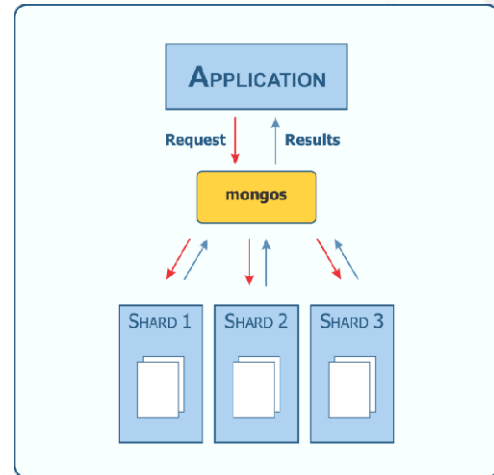 APPLICATION
Request Results
mongos
SHARD 1 SHARD 2 SHARD 3